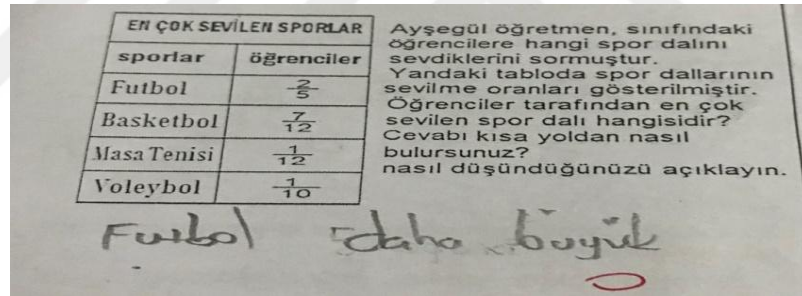 EN ÇOK SEVİLEN SPORLAR
sporlar öğrenciler
Futbol 2/5
Basketbol 7/12
Masa Tenisi 1/12
Voleybol 1/10
Ayşegül öğretmen, sınıfındaki
öğrencilere hangi spor dalını
sevdiklerini sormuştur.
Yandaki tabloda spor dallarının
sevilme oranları gösterilmiştir.
Öğrenciler tarafından en çok
sevilen spor dalı hangisidir?
Cevabı kısa yoldan nasıl
bulursunuz?
nasıl düşündüğünüzü açıklayın.
Futbol daha büyük